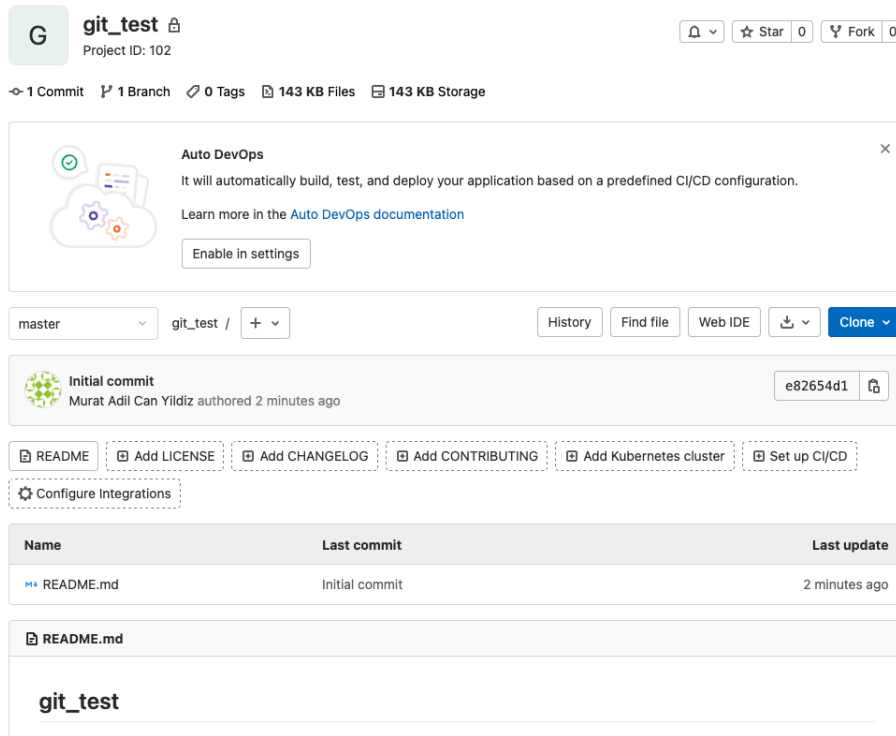 G
git_test
Project ID: 102
Star 0
Fork 0
1 Commit 1 Branch 0 Tags 143 KB Files 143 KB Storage
Auto DevOps
It will automatically build, test, and deploy your application based on a predefined CI/CD configuration.
Learn more in the Auto DevOps documentation
Enable in settings
master git_test / + History Find file Web IDE Clone
Initial commit
Murat Adil Can Yildiz authored 2 minutes ago
e82654d1
README Add LICENSE Add CHANGELOG Add CONTRIBUTING Add Kubernetes cluster Set up CI/CD
Configure Integrations
Name Last commit Last update
README.md Initial commit 2 minutes ago
README.md
git_test